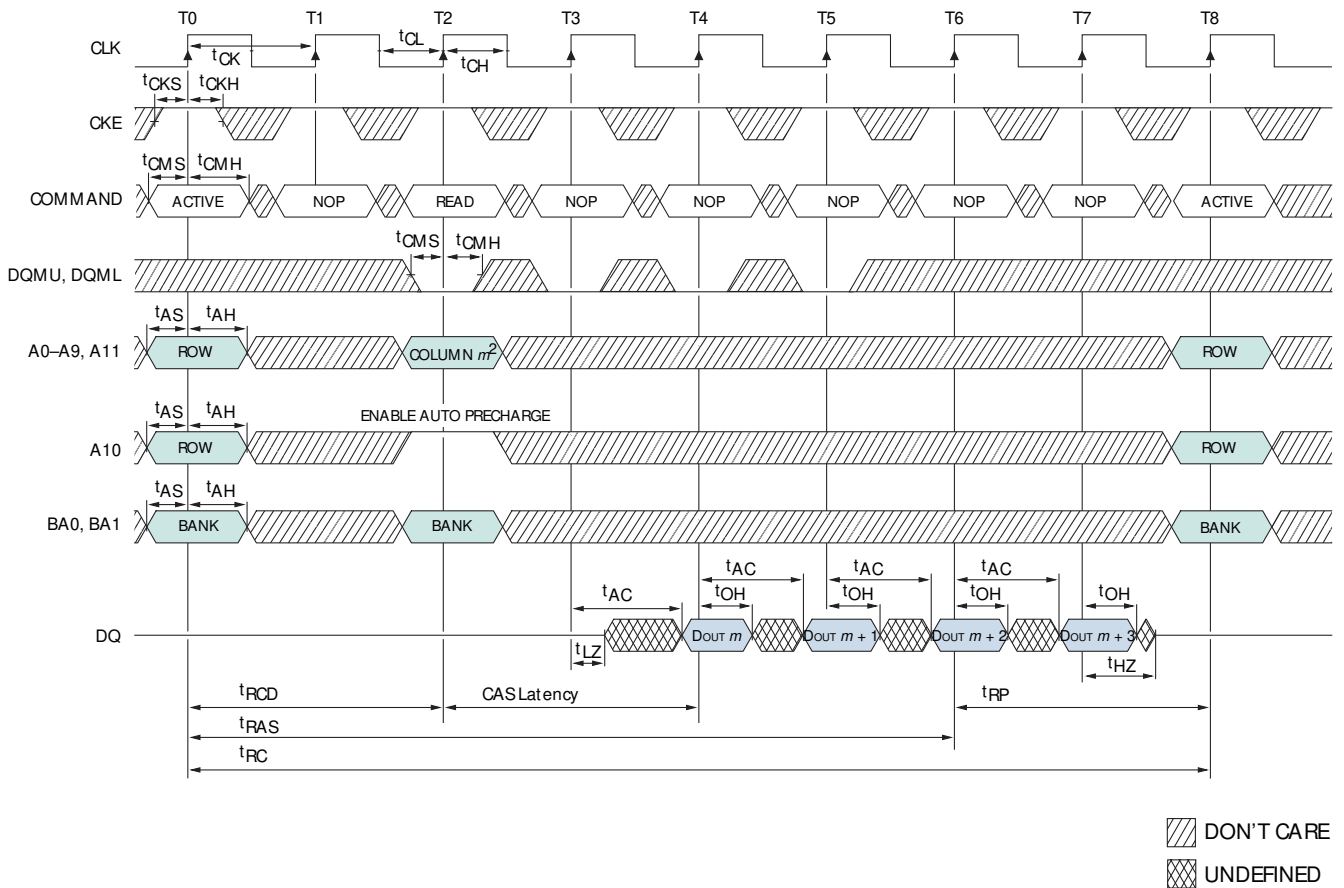 T0 T1 T2 T3 T4 T5 T6 T7 T8
CLK
tCK tCL tCH
tCKS tCKH
CKE
tCMS tCMH
COMMAND ACTIVE NOP READ NOP NOP NOP NOP NOP ACTIVE
tCMS tCMH
DQMU, DQML
tAS tAH
A0–A9, A11 ROW COLUMN m2 ROW
ENABLE AUTO PRECHARGE
tAS tAH
A10 ROW ROW
tAS tAH
BA0, BA1 BANK BANK BANK
tAC tAC tAC tAC
tOH tOH tOH tOH
DQ DOUT m DOUT m + 1 DOUT m + 2 DOUT m + 3
tLZ tHZ
tRCD CAS Latency tRP
tRAS
tRC
DON'T CARE
UNDEFINED